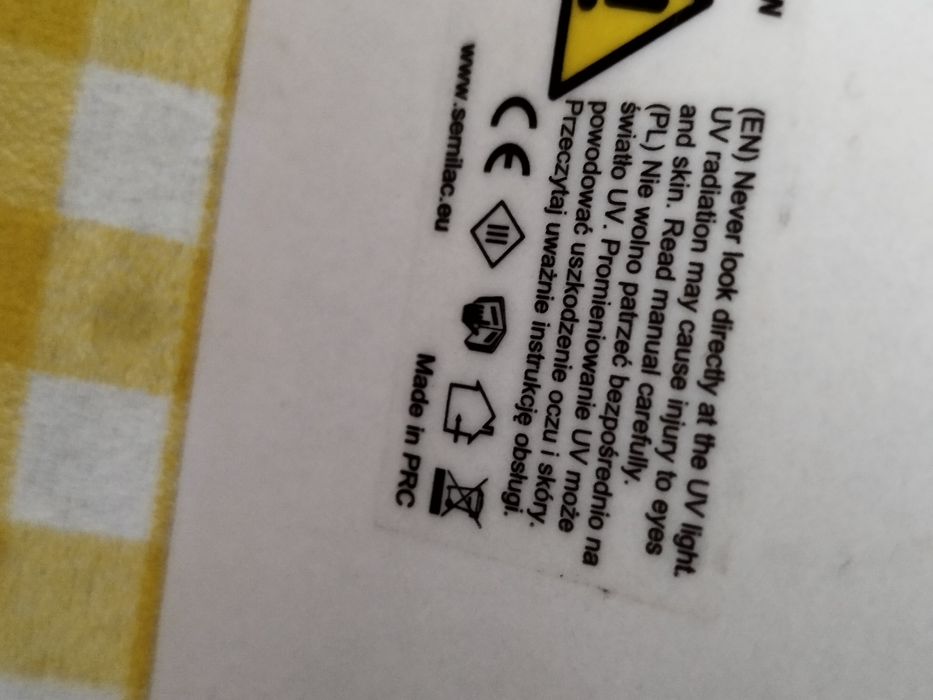 (EN) Never look directly at the UV light.
UV radiation may cause injury to eyes
and skin. Read manual carefully.
(PL) Nie wolno patrzeć bezpośrednio na
światło UV. Promieniowanie UV może
powodować uszkodzenie oczu i skóry.
Przeczytaj uważnie instrukcję obsługi.
CE
www.semilac.eu
Made in PRC